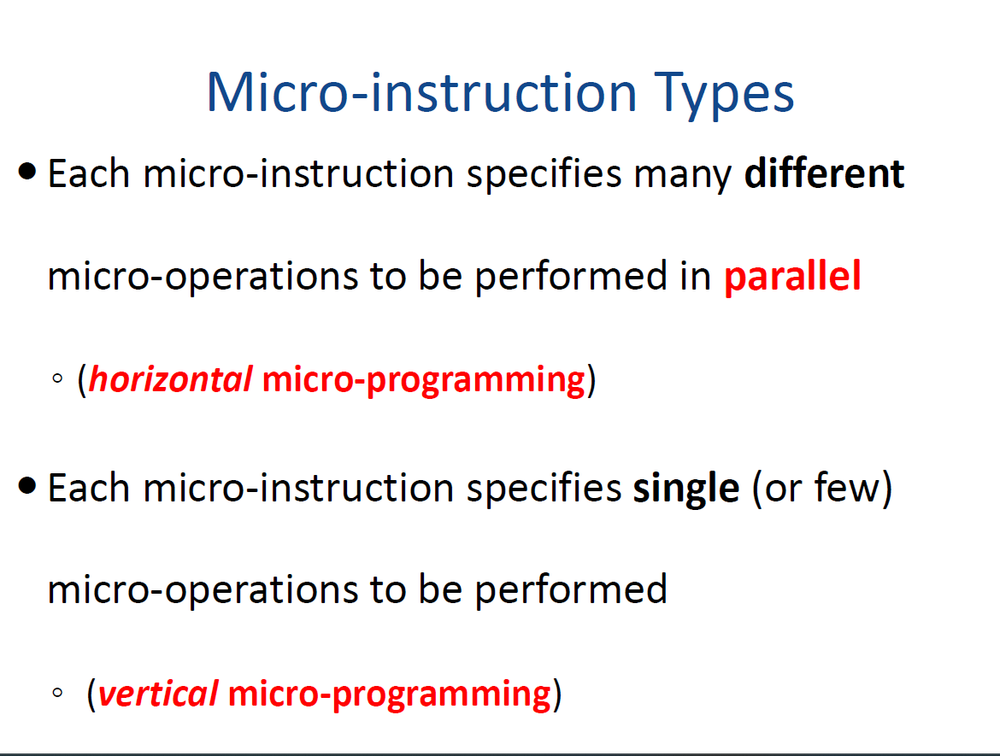 Micro-instruction Types
• Each micro-instruction specifies many different
micro-operations to be performed in parallel
◦ (horizontal micro-programming)
• Each micro-instruction specifies single (or few)
micro-operations to be performed
◦ (vertical micro-programming)